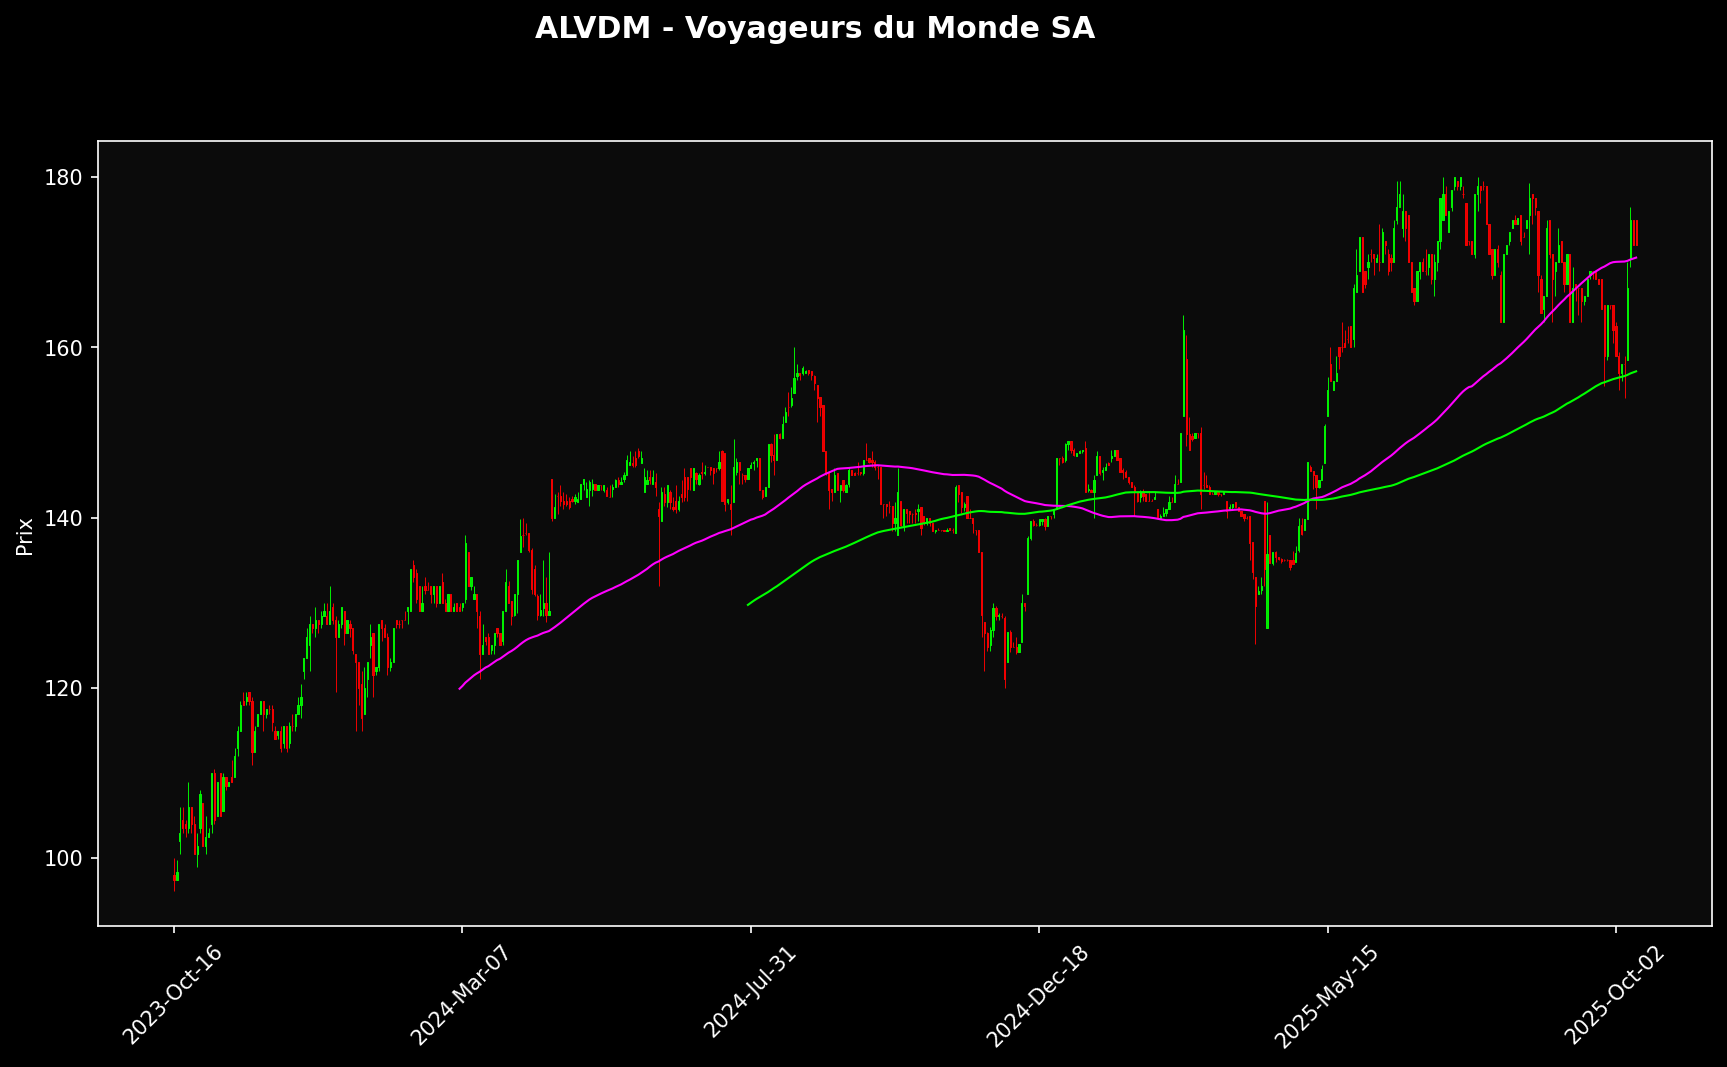 ALVDM - Voyageurs du Monde SA
Prix
180
160
140
120
100
2023-Oct-16
2024-Mar-07
2024-Jul-31
2024-Dec-18
2025-May-15
2025-Oct-02